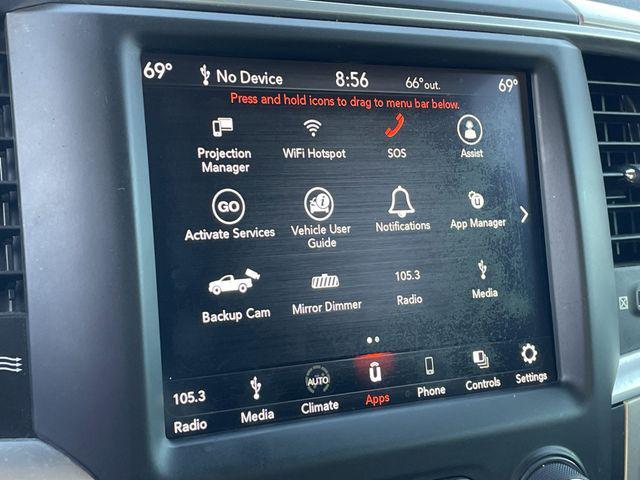 69° No Device 8:56 66°out. 69°
Press and hold icons to drag to menu bar below.
Projection Manager
WiFi Hotspot
SOS
Assist
GO
Activate Services
Vehicle User Guide
Notifications
App Manager
Backup Cam
Mirror Dimmer
105.3
Radio
Media
105.3
Radio
Media
AUTO
Climate
Apps
Phone
Controls
Settings